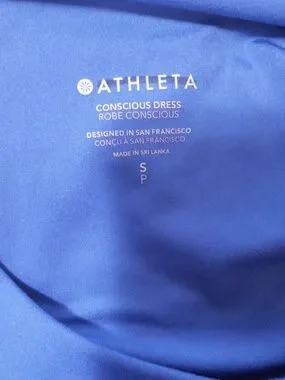 ATHLETA
CONSCIOUS DRESS
ROBE CONSCIOUS
DESIGNED IN SAN FRANCISCO
CONÇU À SAN FRANCISCO
MADE IN SRI LANKA
S
P